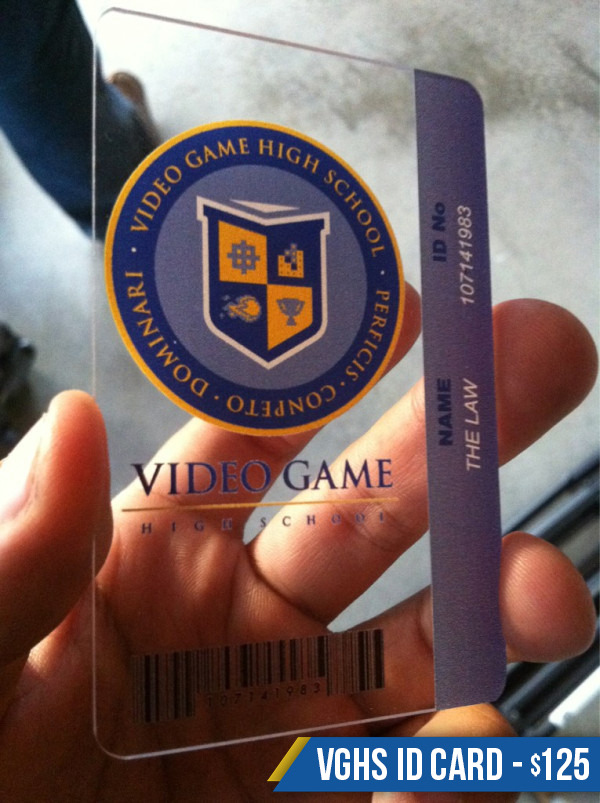 VIDEO GAME HIGH SCHOOL · PERFICIS · CONPETO · DOMINARI ·
VIDEO GAME
HIGH SCHOOL
107141983
NAME ID No
THE LAW 107141983
VGHS ID CARD - $125